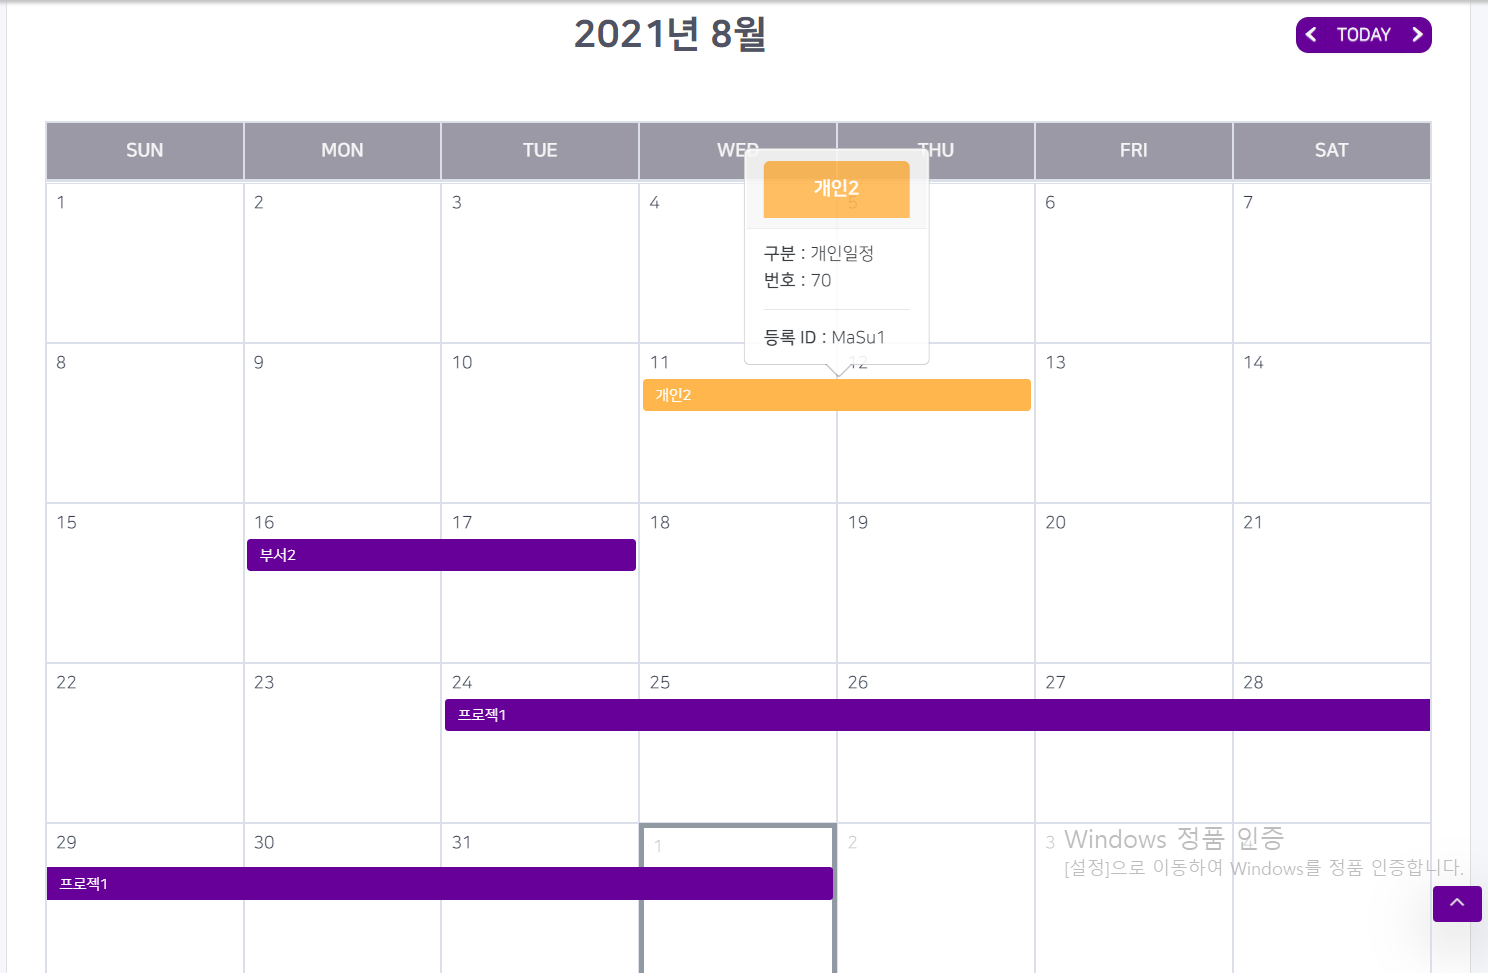 2021년 8월
TODAY
SUN MON TUE WED THU FRI SAT
개인2
1 2 3 4 5 6 7
구분 : 개인일정
번호 : 70
등록 ID : MaSu1
8 9 10 11 12 13 14
개인2
15 16 17 18 19 20 21
부서2
22 23 24 25 26 27 28
프로젝1
29 30 31 1 2 3 4
Windows 정품 인증
[설정]으로 이동하여 Windows를 정품 인증합니다.
프로젝1